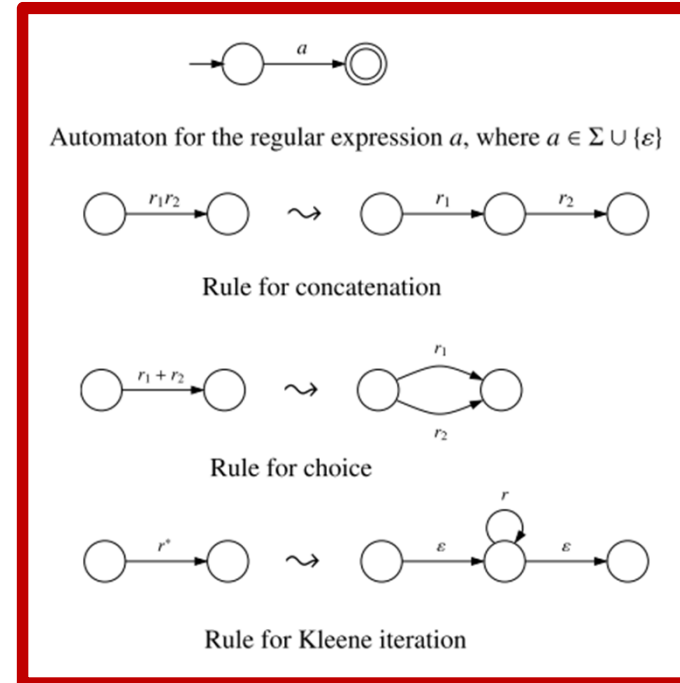 a
Automaton for the regular expression a, where a ∈ Σ ∪ {ε}
r₁r₂ ⤳ r₁ r₂
Rule for concatenation
r₁ + r₂ ⤳ r₁
r₂
Rule for choice
r
r* ⤳ ε ε
Rule for Kleene iteration